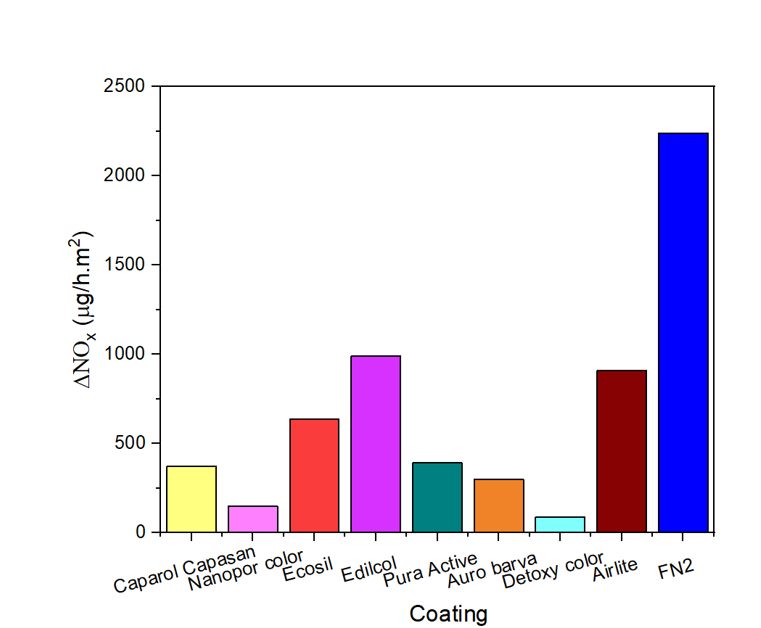 2500
2000
1500
1000
500
0
ΔNOx (μg/h.m²)
Caparol Capasan
Nanopor color
Ecosil
Edilcol
Pura Active
Auro barva
Detoxy color
Airlite
FN2
Coating